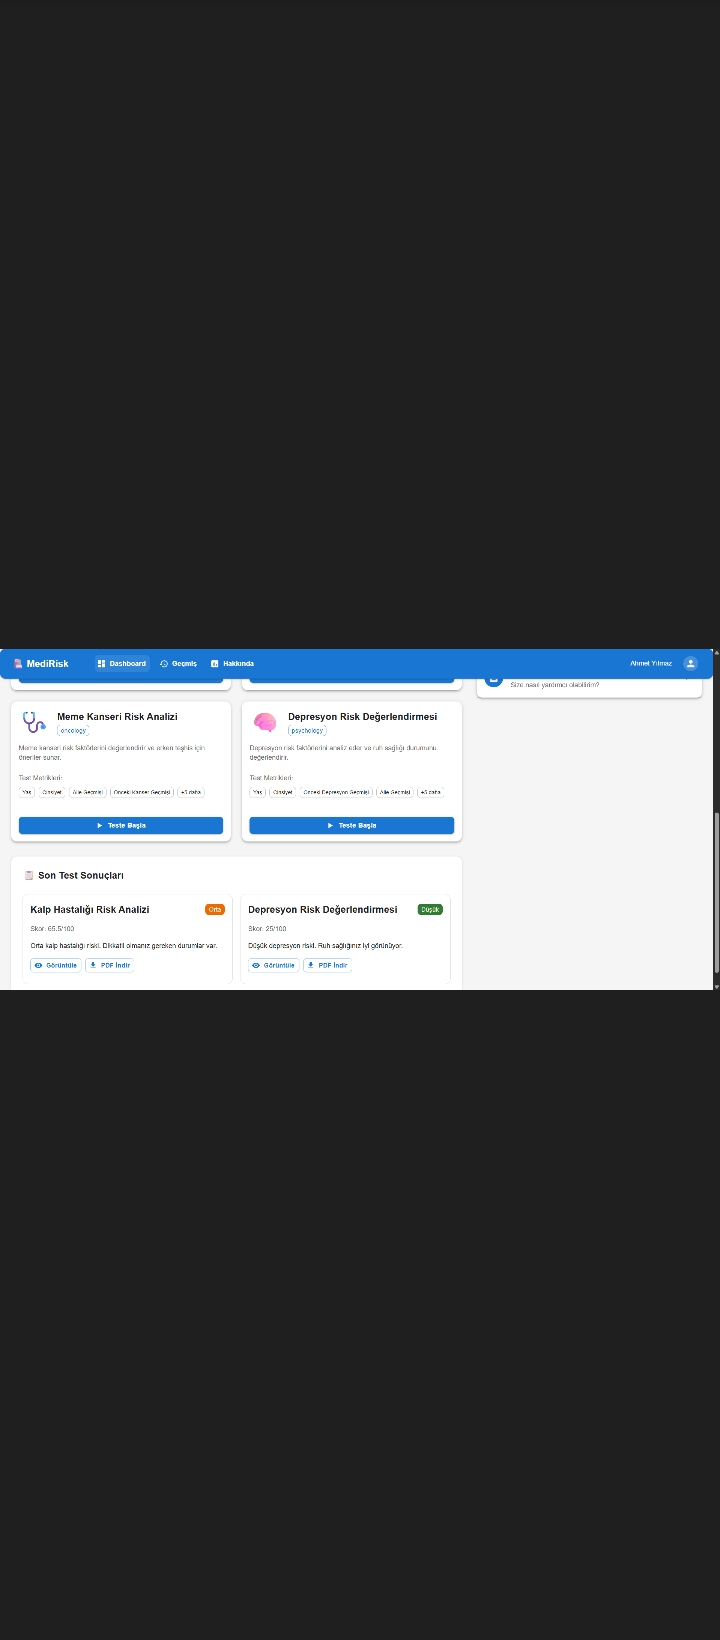 MediRisk Dashboard Geçmiş Hakkında Ahmet Yılmaz
Size nasıl yardımcı olabilirim?
Meme Kanseri Risk Analizi
oncology
Meme kanseri risk faktörlerini değerlendirir ve erken teşhis için
öneriler sunar.
Test Metrikleri:
Yaş Cinsiyet Aile Geçmişi Önceki Kanser Geçmişi +5 daha
Teste Başla
Depresyon Risk Değerlendirmesi
psychology
Depresyon risk faktörlerini analiz eder ve ruh sağlığı durumunu
değerlendirir.
Test Metrikleri:
Yaş Cinsiyet Önceki Depresyon Geçmişi Aile Geçmişi +5 daha
Teste Başla
Son Test Sonuçları
Kalp Hastalığı Risk Analizi Orta
Skor: 65.5/100
Orta kalp hastalığı riski. Dikkatli olmanız gereken durumlar var.
Görüntüle PDF İndir
Depresyon Risk Değerlendirmesi Düşük
Skor: 25/100
Düşük depresyon riski. Ruh sağlığınız iyi görünüyor.
Görüntüle PDF İndir